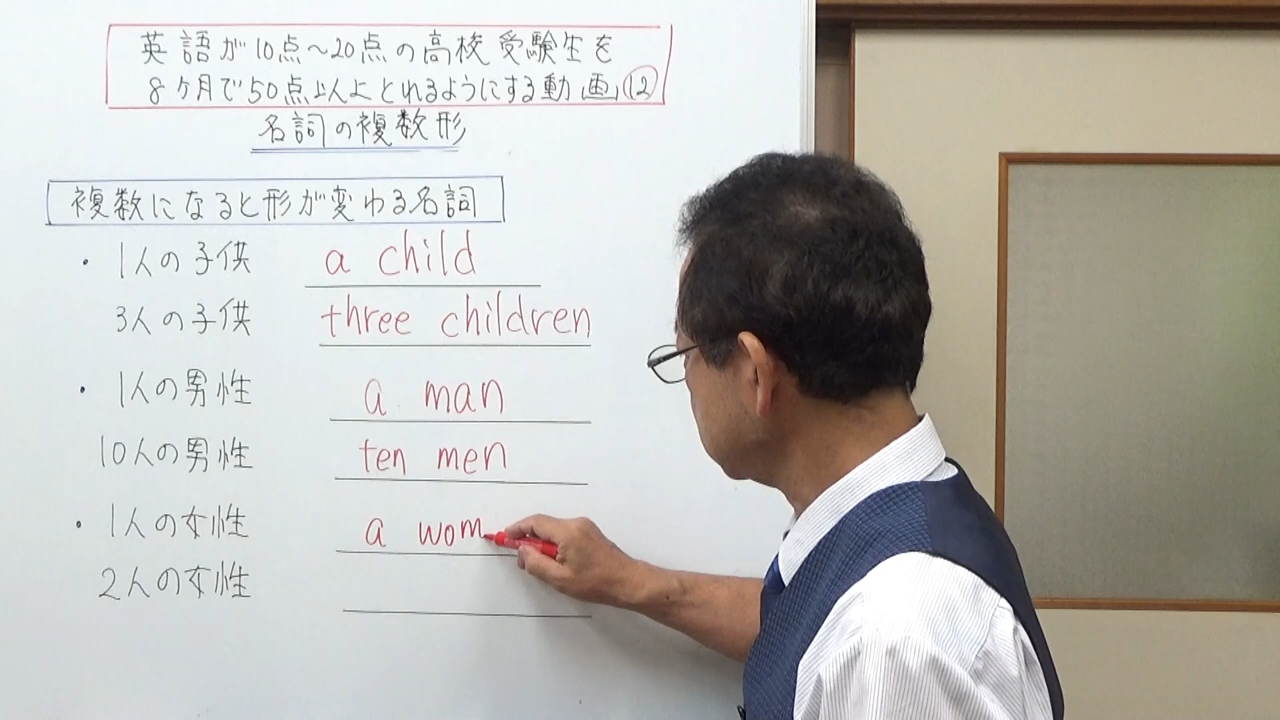 英語が10点～20点の高校受験生を
8ヶ月で50点以上とれるようにする動画⑫
名詞の複数形
複数になると形が変わる名詞
・1人の子供 a child
3人の子供 three children
・1人の男性 a man
10人の男性 ten men
・1人の女性 a wom
2人の女性